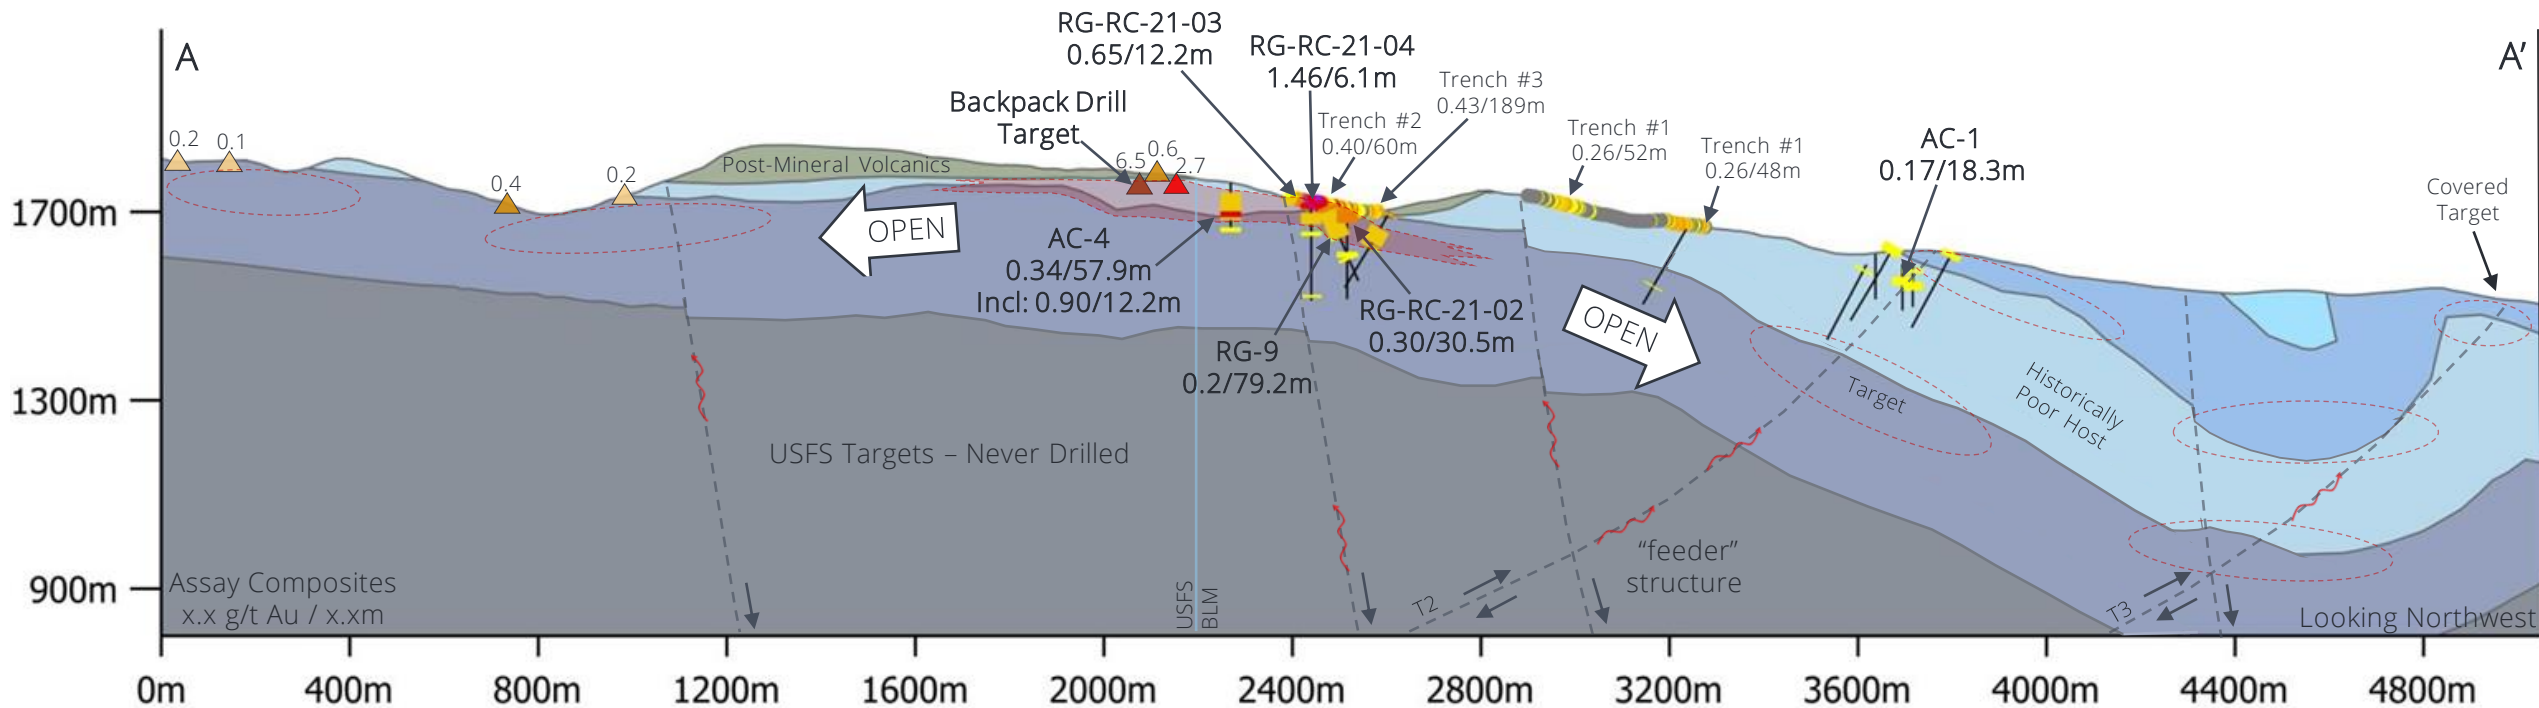 A
A'
RG-RC-21-03
0.65/12.2m
RG-RC-21-04
1.46/6.1m
Trench #3
0.43/189m
Backpack Drill
Target
Trench #2
0.40/60m
Trench #1
0.26/52m
Trench #1
0.26/48m
AC-1
0.17/18.3m
Covered
Target
0.2
0.1
0.4
0.2
Post-Mineral Volcanics
6.5
0.6
2.7
1700m
OPEN
AC-4
0.34/57.9m
Incl: 0.90/12.2m
RG-9
0.2/79.2m
RG-RC-21-02
0.30/30.5m
OPEN
Target
Historically
Poor Host
1300m
USFS Targets – Never Drilled
"feeder"
structure
900m
Assay Composites
x.x g/t Au / x.xm
USFS
BLM
T2
T3
Looking Northwest
0m
400m
800m
1200m
1600m
2000m
2400m
2800m
3200m
3600m
4000m
4400m
4800m